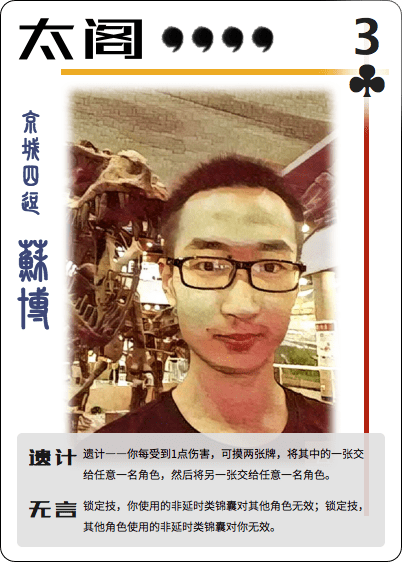 太阁
3
京城四逗
蘇博
遗计 遗计——你每受到1点伤害，可摸两张牌，将其中的一张交
给任意一名角色，然后将另一张交给任意一名角色。
无言 锁定技，你使用的非延时类锦囊对其他角色无效；锁定技，
其他角色使用的非延时类锦囊对你无效。